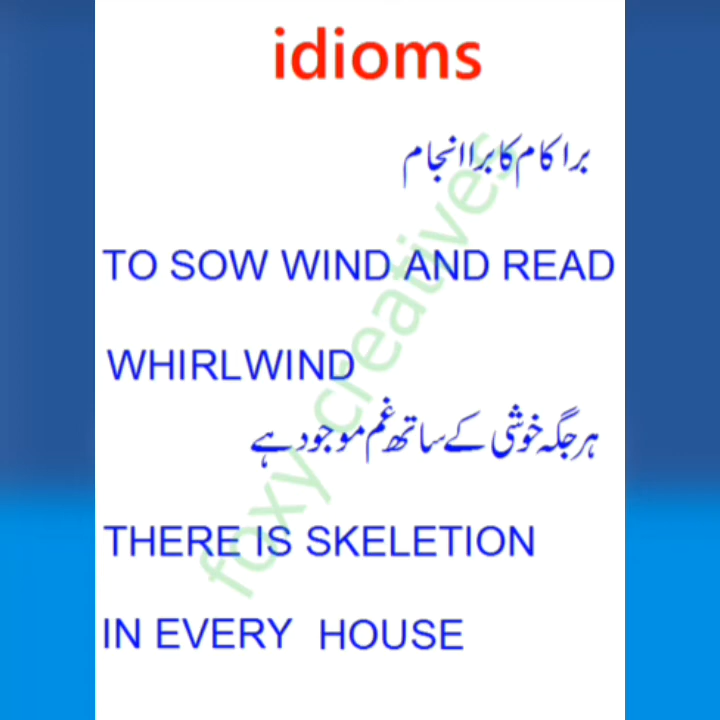 idioms
برا کام کا برا انجام
TO SOW WIND AND READ
WHIRLWIND
ہر جگہ خوشی کے ساتھ غم موجود ہے
THERE IS SKELETION
IN EVERY HOUSE
foxy creatives